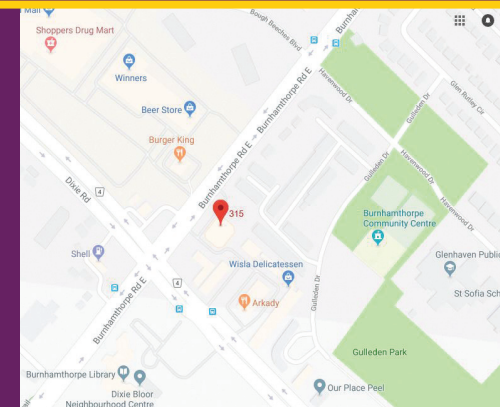 Mall
Shoppers Drug Mart
Winners
Beer Store
Burger King
Bough Beeches Blvd
Burnhamthorpe Rd E
Burnhamthorpe Rd E
Havenwood Dr
Glen Rutley Cir
Gulleden Dr
Havenwood Dr
Havenwood Dr
Dixie Rd
4
315
Burnhamthorpe
Community Centre
Shell
4
Wisla Delicatessen
Glenhaven Public
Arkady
Gulleden Dr
St Sofia Sch
Burnhamthorpe Rd E
Gulleden Park
Burnhamthorpe Library
Dixie Bloor
Neighbourhood Centre
Our Place Peel